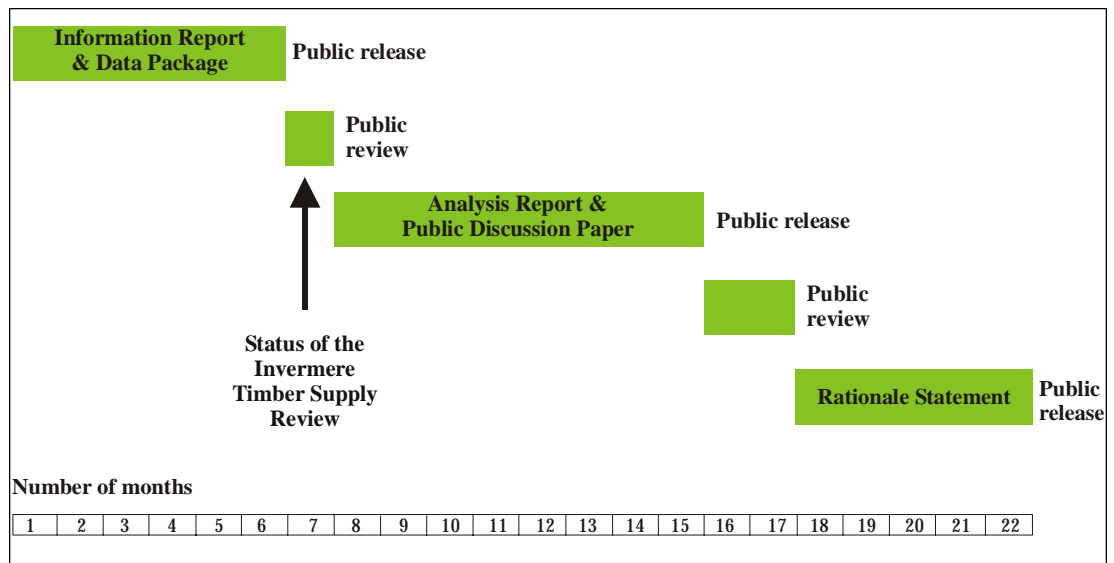 Information Report
& Data Package
Public release
Public
review
Analysis Report &
Public Discussion Paper
Public release
Public
review
Status of the
Invermere
Timber Supply
Review
Rationale Statement
Public
release
Number of months
1 2 3 4 5 6 7 8 9 10 11 12 13 14 15 16 17 18 19 20 21 22